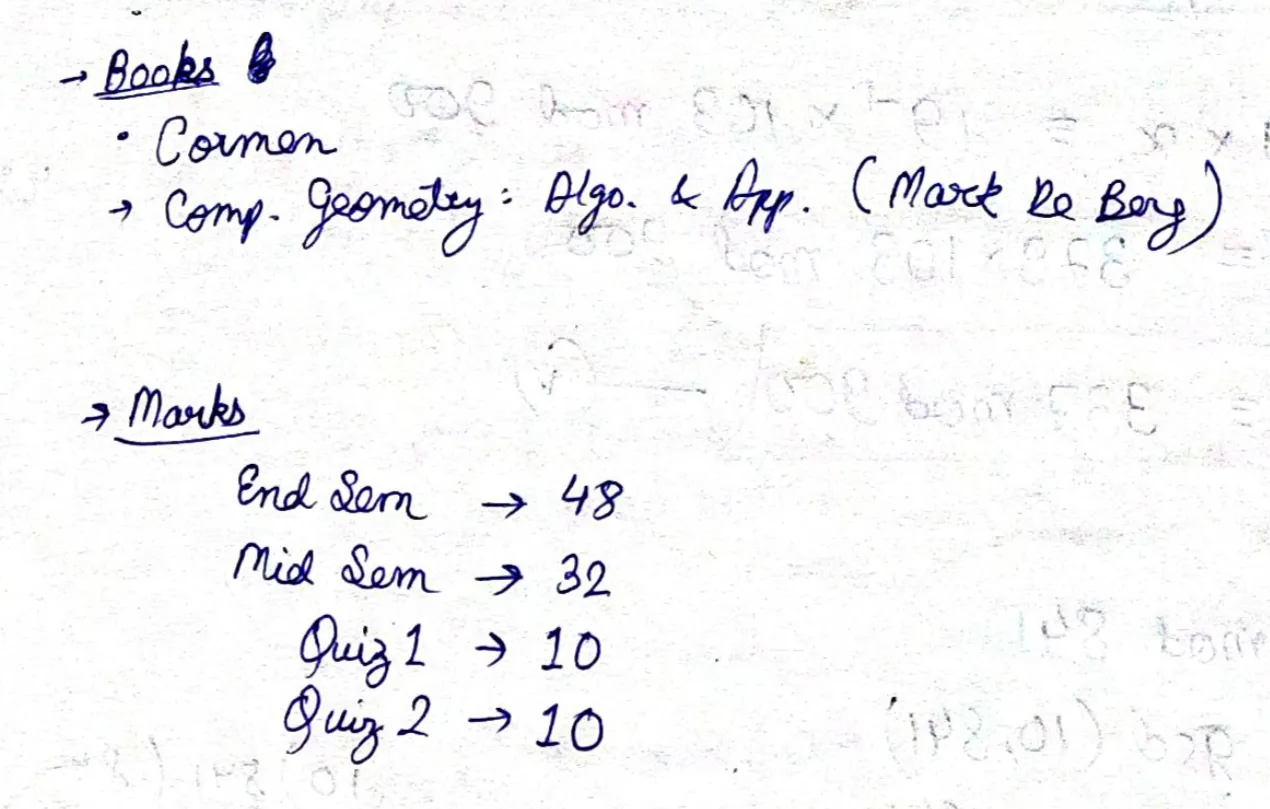 → Books
• Cormen
→ Comp. Geometry: Algo. & App. (Mark De Berg)
→ Marks
End Sem → 48
Mid Sem → 32
Quiz 1 → 10
Quiz 2 → 10